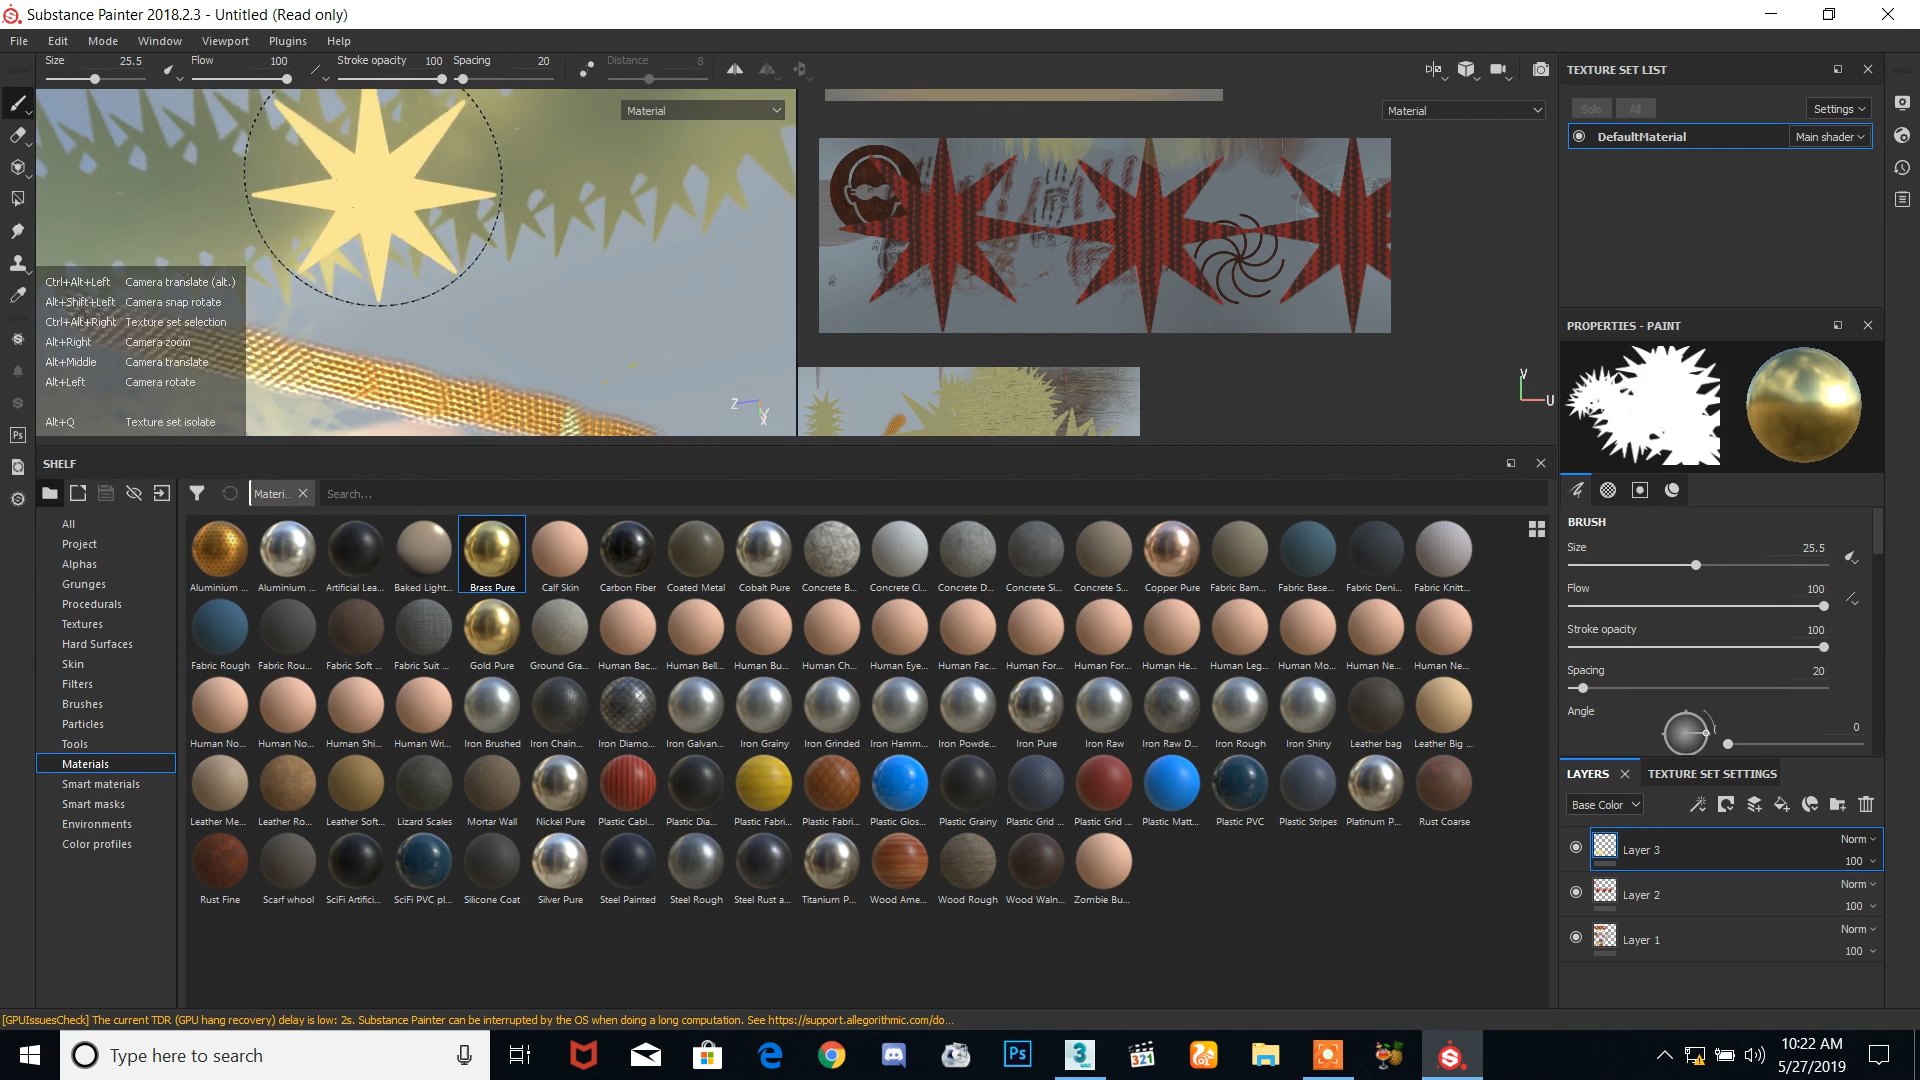 Substance Painter 2018.2.3 - Untitled (Read only)
File Edit Mode Window Viewport Plugins Help
Size 25.5 Flow 100 Stroke opacity 100 Spacing 20 Distance 8
Material
Material
Ctrl+Alt+Left Camera translate (alt.)
Alt+Shift+Left Camera snap rotate
Ctrl+Alt+Right Texture set selection
Alt+Right Camera zoom
Alt+Middle Camera translate
Alt+Left Camera rotate
Alt+Q Texture set isolate
Z Y X
V U
TEXTURE SET LIST
Solo All Settings
DefaultMaterial Main shader
PROPERTIES - PAINT
BRUSH
Size 25.5
Flow 100
Stroke opacity 100
Spacing 20
Angle 0
LAYERS TEXTURE SET SETTINGS
Base Color
Layer 3 Norm 100
Layer 2 Norm 100
Layer 1 Norm 100
SHELF
Materi.. Search...
All
Project
Alphas
Grunges
Procedurals
Textures
Hard Surfaces
Skin
Filters
Brushes
Particles
Tools
Materials
Smart materials
Smart masks
Environments
Color profiles
Aluminium ... Aluminium ... Artificial Lea... Baked Light... Brass Pure Calf Skin Carbon Fiber Coated Metal Cobalt Pure Concrete B... Concrete Cl... Concrete D... Concrete Si... Concrete S... Copper Pure Fabric Bam... Fabric Base... Fabric Deni... Fabric Knitt...
Fabric Rough Fabric Rou... Fabric Soft ... Fabric Suit ... Gold Pure Ground Gra... Human Bac... Human Bell... Human Bu... Human Ch... Human Eye... Human Fac... Human For... Human For... Human He... Human Leg... Human Mo... Human Ne... Human Ne...
Human No... Human No... Human Shi... Human Wri... Iron Brushed Iron Chain... Iron Diamo... Iron Galvan... Iron Grainy Iron Grinded Iron Hamm... Iron Powde... Iron Pure Iron Raw Iron Raw D... Iron Rough Iron Shiny Leather bag Leather Big ...
Leather Me... Leather Ro... Leather Soft... Lizard Scales Mortar Wall Nickel Pure Plastic Cabl... Plastic Dia... Plastic Fabri... Plastic Fabri... Plastic Glos... Plastic Grainy Plastic Grid ... Plastic Grid ... Plastic Matt... Plastic PVC Plastic Stripes Platinum P... Rust Coarse
Rust Fine Scarf whool SciFi Artifici... SciFi PVC pl... Silicone Coat Silver Pure Steel Painted Steel Rough Steel Rust a... Titanium P... Wood Ame... Wood Rough Wood Waln... Zombie Bu...
[GPUIssuesCheck] The current TDR (GPU hang recovery) delay is low: 2s. Substance Painter can be interrupted by the OS when doing a long computation. See https://support.allegorithmic.com/do...
Type here to search
Ps
3
MAX
321
10:22 AM
5/27/2019